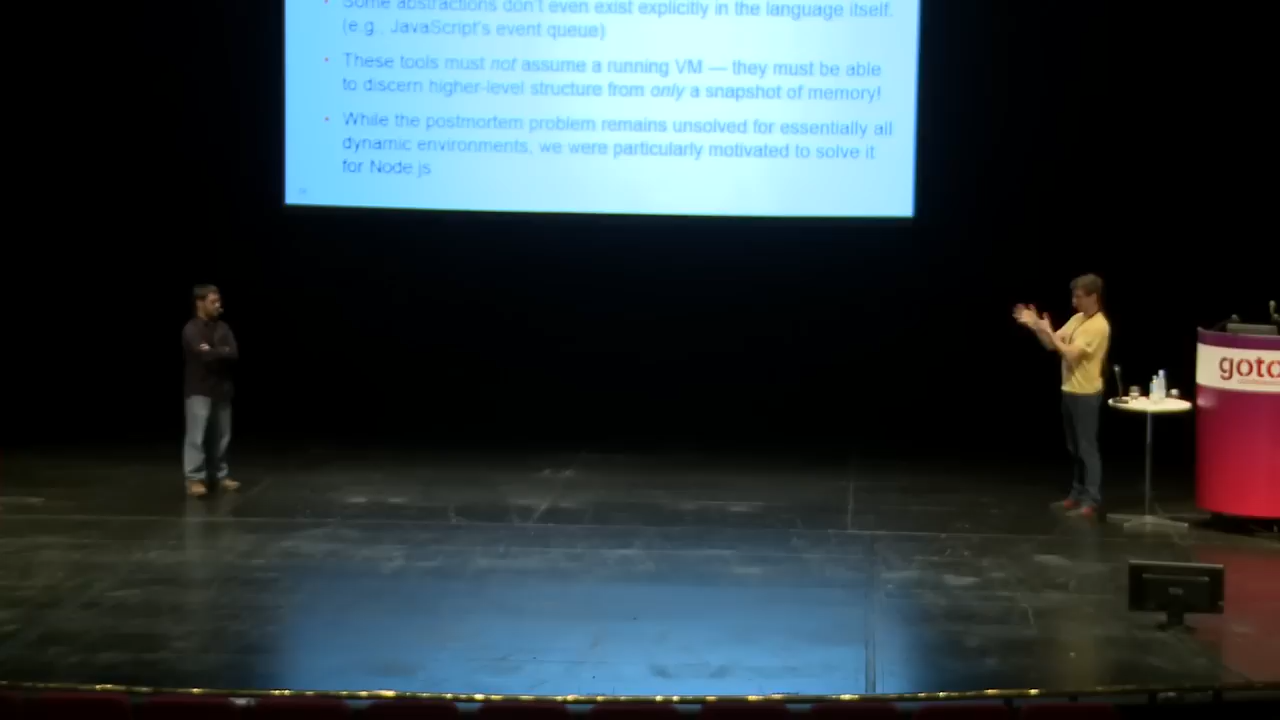 Some abstractions don't even exist explicitly in the language itself.
(e.g., JavaScript's event queue)
These tools must not assume a running VM — they must be able
to discern higher-level structure from only a snapshot of memory!
While the postmortem problem remains unsolved for essentially all
dynamic environments, we were particularly motivated to solve it
for Node.js
goto